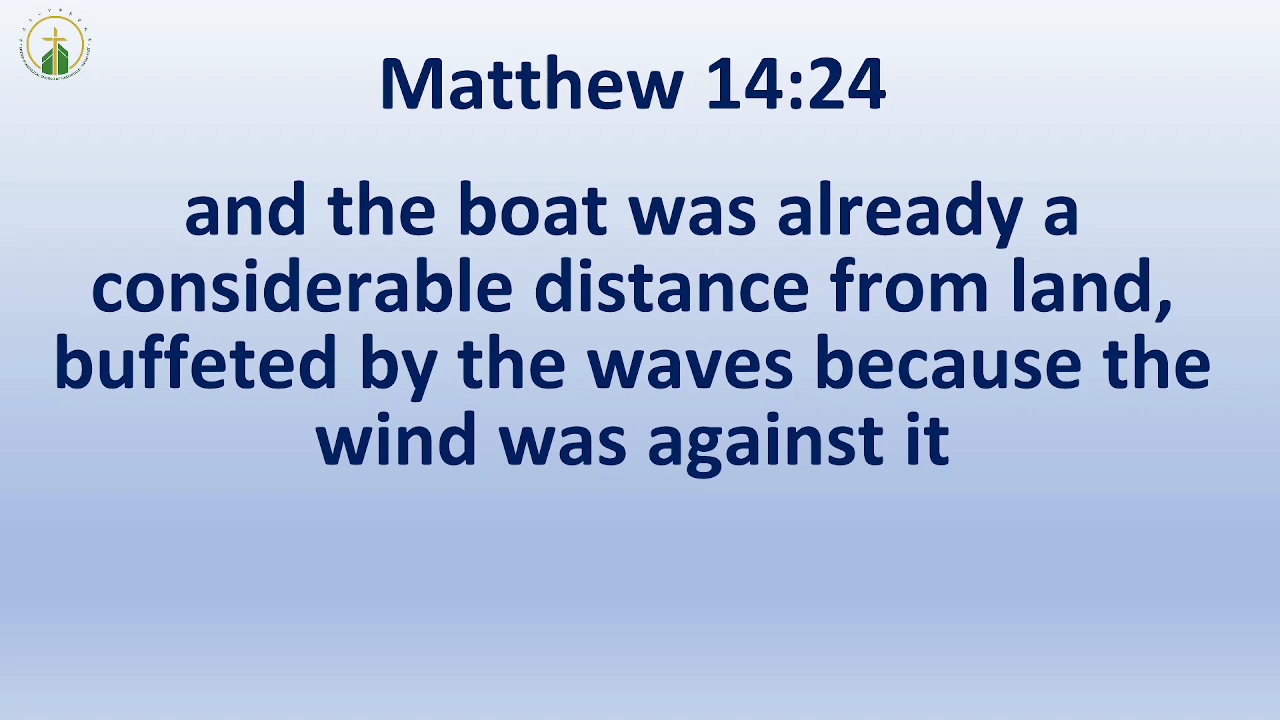 Matthew 14:24
and the boat was already a
considerable distance from land,
buffeted by the waves because the
wind was against it